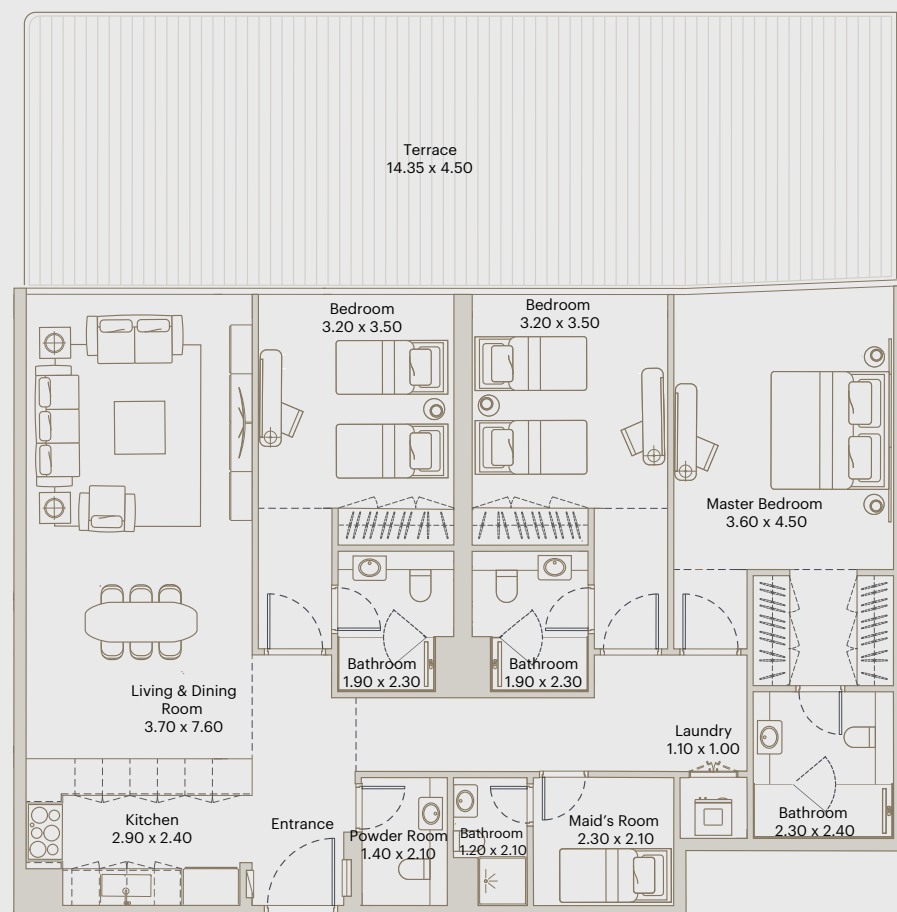 Terrace
14.35 x 4.50
Bedroom
3.20 x 3.50
Bedroom
3.20 x 3.50
Master Bedroom
3.60 x 4.50
Bathroom
1.90 x 2.30
Bathroom
1.90 x 2.30
Living & Dining
Room
3.70 x 7.60
Laundry
1.10 x 1.00
Kitchen
2.90 x 2.40
Entrance
Powder Room
1.40 x 2.10
Bathroom
1.20 x 2.10
Maid's Room
2.30 x 2.10
Bathroom
2.30 x 2.40